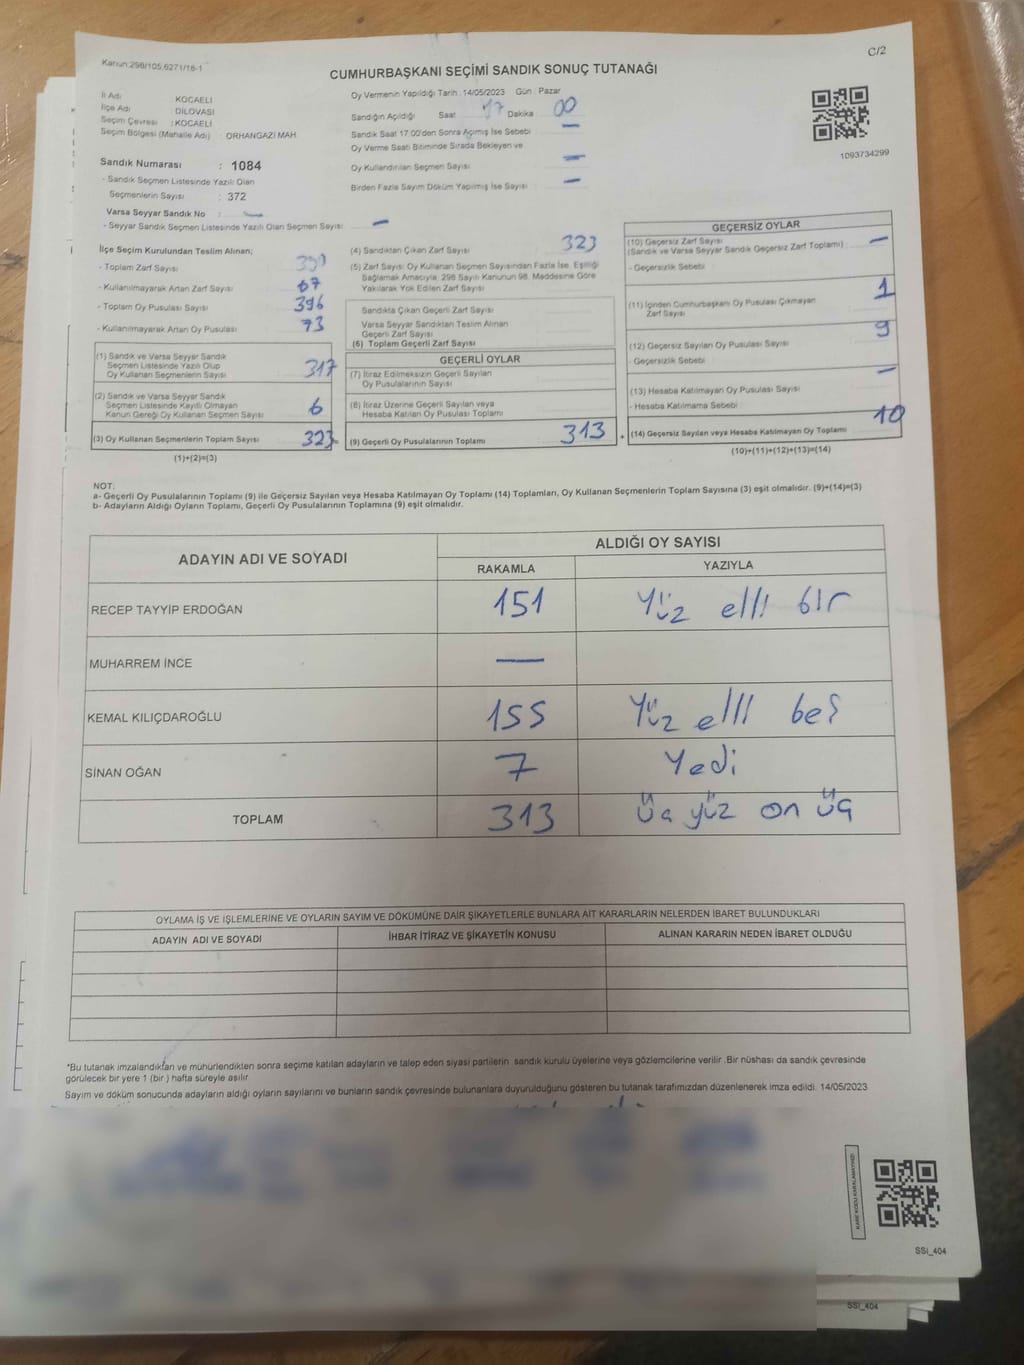 Kanun:298/105,6271/18-1
C/2
CUMHURBAŞKANI SEÇİMİ SANDIK SONUÇ TUTANAĞI
İl Adı : KOCAELİ
İlçe Adı : DİLOVASI
Seçim Çevresi : KOCAELİ
Seçim Bölgesi (Mahalle Adı) : ORHANGAZİ MAH
Sandık Numarası : 1084
- Sandık Seçmen Listesinde Yazılı Olan
Seçmenlerin Sayısı : 372
Varsa Seyyar Sandık No : —
- Seyyar Sandık Listesinde Yazılı Olan Seçmen Sayısı: —
Oy Vermenin Yapıldığı Tarih : 14/05/2023 Gün : Pazar
Sandığın Açıldığı Saat 17 Dakika 00
Sandık Saat 17.00'den Sonra Açımış İse Sebebi —
Oy Verme Saati Bitiminde Sırada Bekleyen ve
Oy Kullandırılan Seçmen Sayısı —
Birden Fazla Sayım Döküm Yapılmış İse Sayısı —
1093734299
İlçe Seçim Kurulundan Teslim Alınan;
- Toplam Zarf Sayısı
- Kullanılmayarak Artan Zarf Sayısı : 67
- Toplam Oy Pusulası Sayısı : 396
- Kullanılmayarak Artan Oy Pusulası : 73
(1) Sandık ve Varsa Seyyar Sandık
Seçmen Listesinde Yazılı Olup
Oy Kullanan Seçmenlerin Sayısı 317
(2) Sandık ve Varsa Seyyar Sandık
Seçmen Listesinde Kayıtlı Olmayan
Kanun Gereği Oy Kullanan Seçmen Sayısı 6
(3) Oy Kullanan Seçmenlerin Toplam Sayısı 323
(1)+(2)=(3)
(4) Sandıktan Çıkan Zarf Sayısı 323
(5) Zarf Sayısı Oy Kullanan Seçmen Sayısından Fazla İse, Eşitliği
Sağlamak Amacıyla, 298 Sayılı Kanunun 98. Maddesine Göre
Yakılarak Yok Edilen Zarf Sayısı
Sandıkta Çıkan Geçerli Zarf Sayısı
Varsa Seyyar Sandıktan Teslim Alınan
Geçerli Zarf Sayısı
(6) Toplam Geçerli Zarf Sayısı
GEÇERLİ OYLAR
(7) İtiraz Edilmeksizin Geçerli Sayılan
Oy Pusulalarının Sayısı
(8) İtiraz Üzerine Geçerli Sayılan veya
Hesaba Katılan Oy Pusulası Toplamı
= (9) Geçerli Oy Pusulalarının Toplamı 313
GEÇERSİZ OYLAR
(10) Geçersiz Zarf Sayısı
(Sandık ve Varsa Seyyar Sandık Geçersiz Zarf Toplamı) —
- Geçersizlik Sebebi
(11) İçinden Cumhurbaşkanı Oy Pusulası Çıkmayan
Zarf Sayısı 1
(12) Geçersiz Sayılan Oy Pusulası Sayısı 9
- Geçersizlik Sebebi
(13) Hesaba Katılmayan Oy Pusulası Sayısı —
- Hesaba Katılmama Sebebi
+ (14) Geçersiz Sayılan veya Hesaba Katılmayan Oy Toplamı 10
(10)+(11)+(12)+(13)=(14)
NOT:
a- Geçerli Oy Pusulalarının Toplamı (9) ile Geçersiz Sayılan veya Hesaba Katılmayan Oy Toplamı (14) Toplamları, Oy Kullanan Seçmenlerin Toplam Sayısına (3) eşit olmalıdır. (9)+(14)=(3)
b- Adayların Aldığı Oyların Toplamı, Geçerli Oy Pusulalarının Toplamına (9) eşit olmalıdır.
ADAYIN ADI VE SOYADI
ALDIĞI OY SAYISI
RAKAMLA YAZIYLA
RECEP TAYYİP ERDOĞAN 151 Yüz elli bir
MUHARREM İNCE —
KEMAL KILIÇDAROĞLU 155 Yüz elli beş
SİNAN OĞAN 7 Yedi
TOPLAM 313 Üç yüz on üç
OYLAMA İŞ VE İŞLEMLERİNE VE OYLARIN SAYIM VE DÖKÜMÜNE DAİR ŞİKAYETLERLE BUNLARA AİT KARARLARIN NELERDEN İBARET BULUNDUKLARI
ADAYIN ADI VE SOYADI İHBAR İTİRAZ VE ŞİKAYETİN KONUSU ALINAN KARARIN NEDEN İBARET OLDUĞU
*Bu tutanak imzalandıktan ve mühürlendikten sonra seçime katılan adayların ve talep eden siyasi partilerin sandık kurulu üyelerine veya gözlemcilerine verilir .Bir nüshası da sandık çevresinde
görülecek bir yere 1 (bir ) hafta süreyle asılır
Sayım ve döküm sonucunda adayların aldığı oyların sayılarını ve bunların sandık çevresinde bulunanlara duyurulduğunu gösteren bu tutanak tarafımızdan düzenlenerek imza edildi. 14/05/2023
KARE KODU KARALAMAYINIZ!
SSi_404
SSI_404